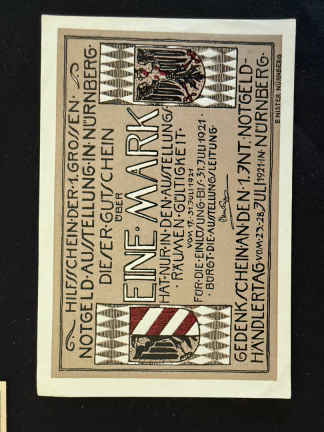 HILFSSCHEIN·DER·1.GROSSEN·
NOTGELD·AUSSTELLUNG·IN·NÜRNBERG·
DIESER·GUTSCHEIN
ÜBER
EINE·MARK
HAT·NUR·IN·DEN·AUSSTELLUNGS
·RÄUMEN·GÜLTIGKEIT·
VOM 17.-31.JULI 1921
FÜR·DIE·EINLÖSUNG·BIS·31.JULI·1921·
·BÜRGT·DIE·AUSSTELLUNGSLEITUNG·
GEDENKSCHEIN·AN·DEN·1.INT·NOTGELD-
HÄNDLERTAG·VOM·23.-28.JULI 1921·IN NÜRNBERG·
E.NISTER NÜRNBERG